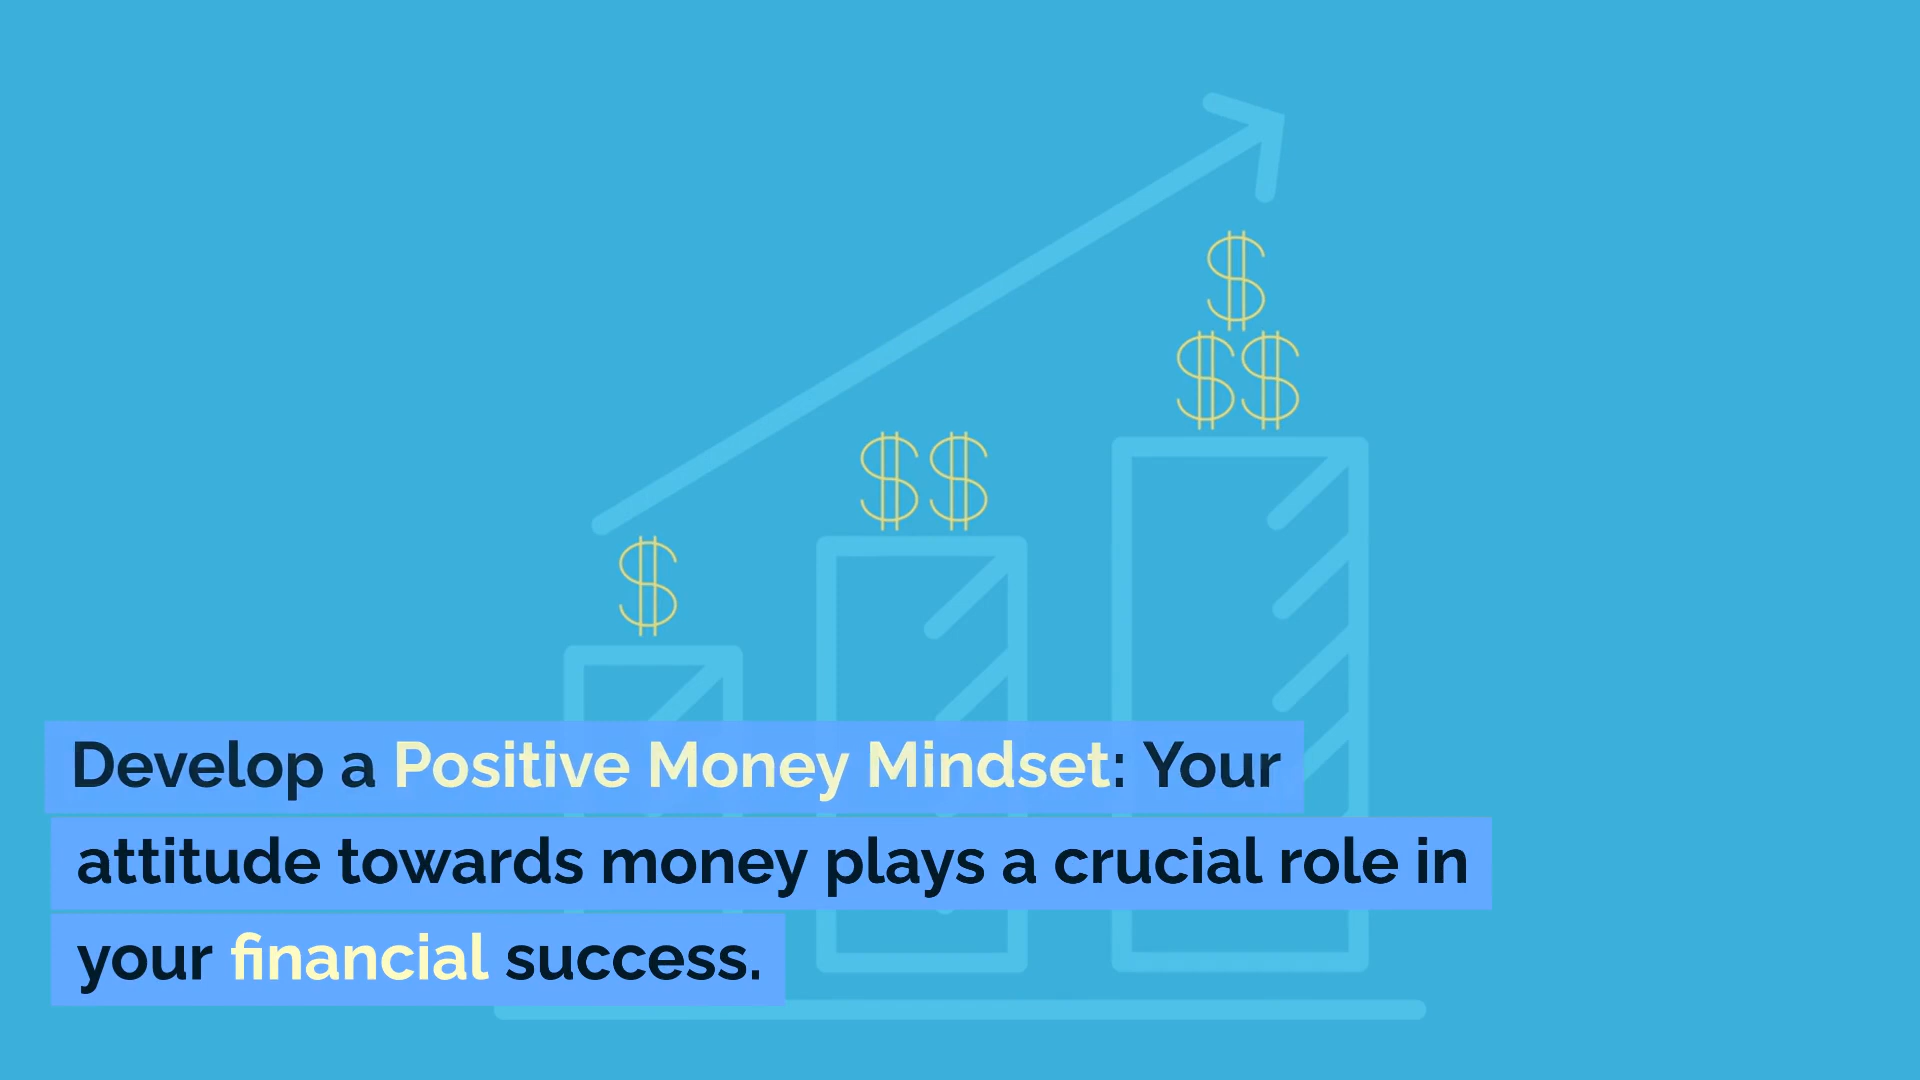 $
$$
$
$$
Develop a Positive Money Mindset: Your
attitude towards money plays a crucial role in
your financial success.